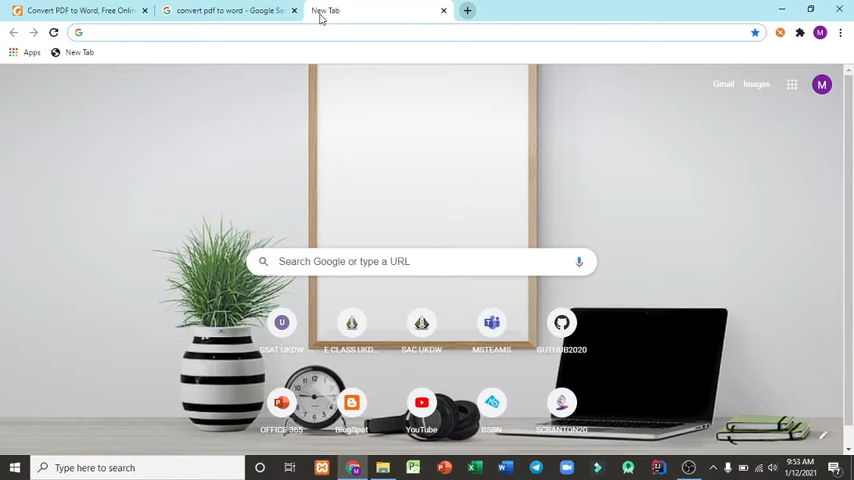 Convert PDF to Word, Free Onlin
convert pdf to word - Google Se
New Tab
Apps
New Tab
Gmail
Images
M
Search Google or type a URL
U
SSAT UKDW
E CLASS UKD...
SAC UKDW
MSTEAMS
GUTHUB2020
OFFICE 365
BlogSpot
YouTube
BSSN
SCRANTON20
Type here to search
9:53 AM
1/12/2021